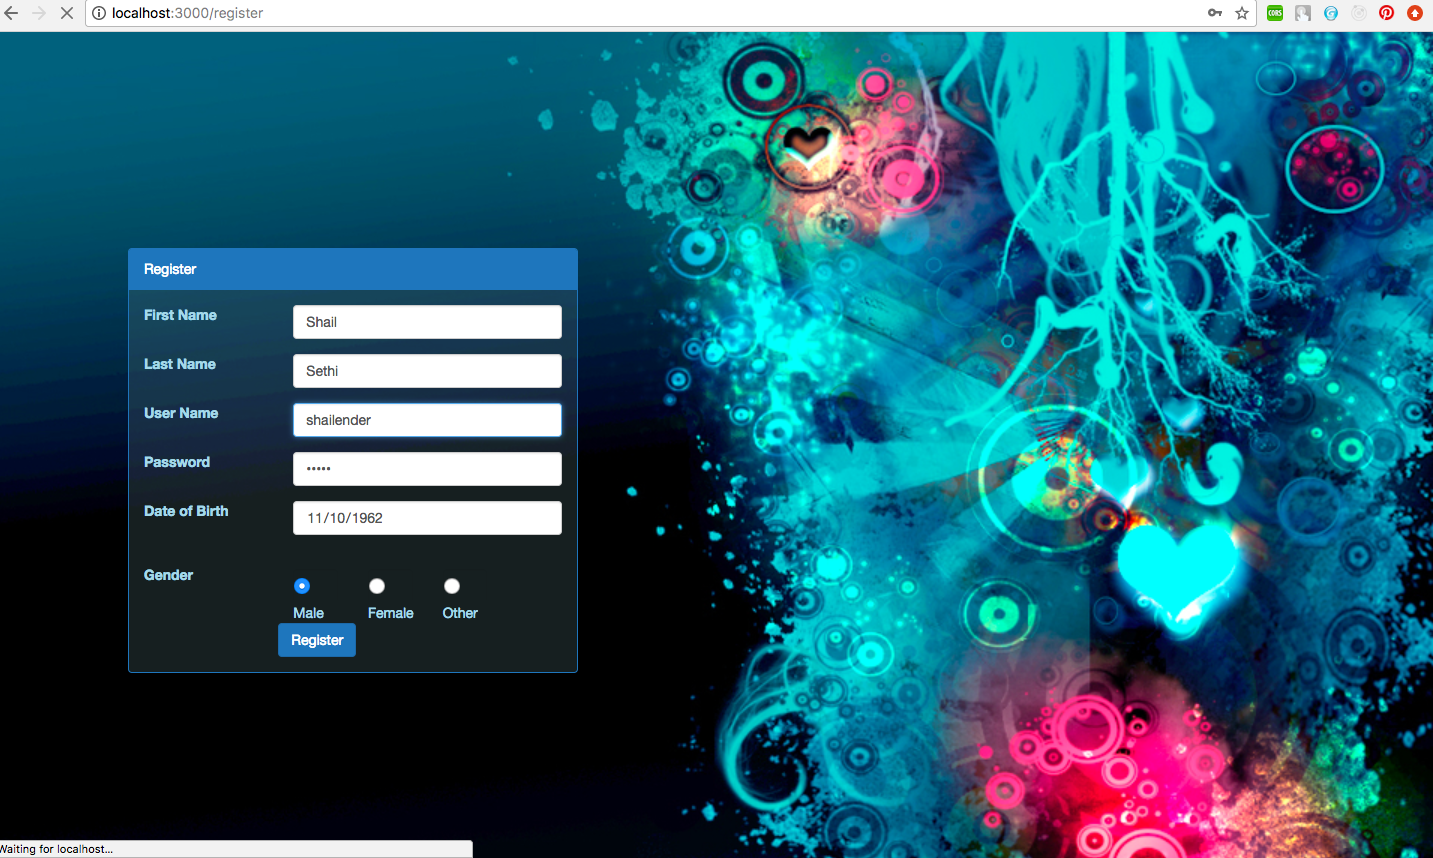 localhost:3000/register
CORS
Register
First Name
Shail
Last Name
Sethi
User Name
shailender
Password
•••••
Date of Birth
11/10/1962
Gender
Male Female Other
Register
Waiting for localhost...